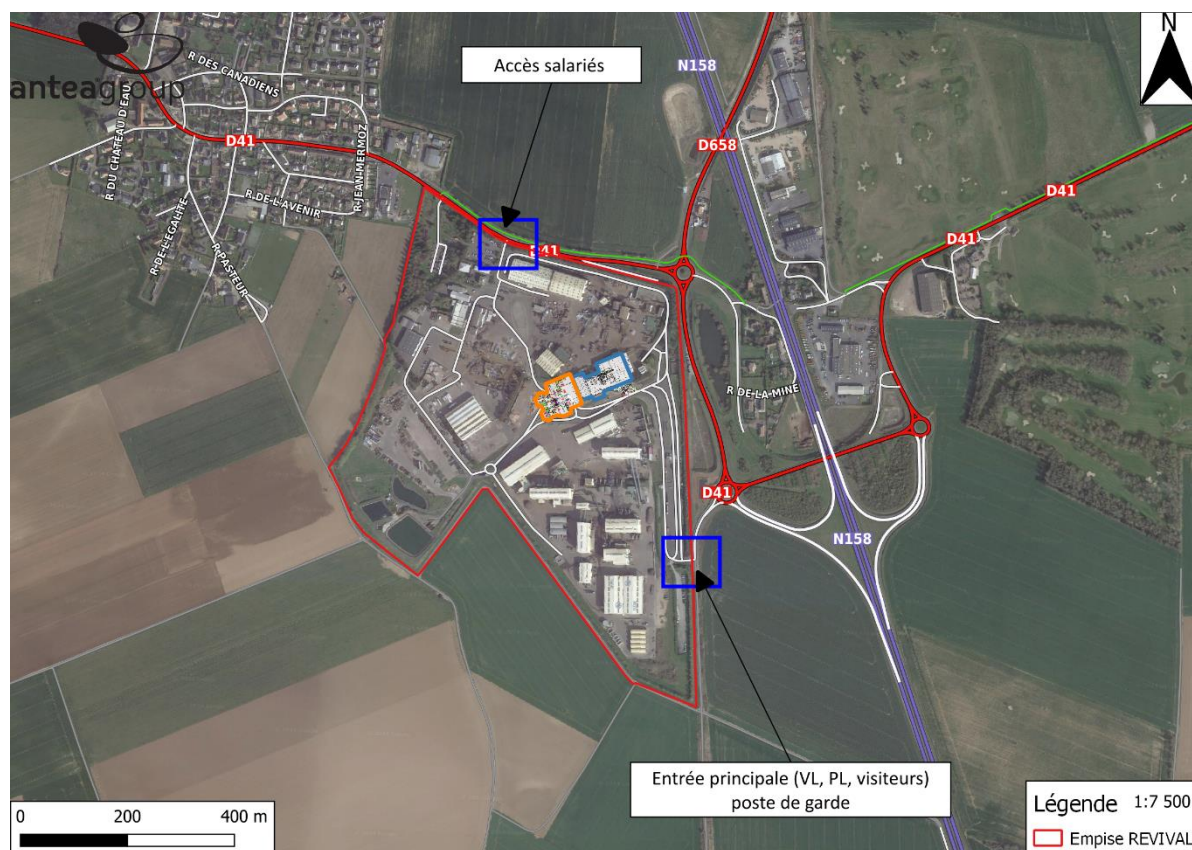 N158
N
Accès salariés
anteagroup
R DES CANADIENS
R DU CHATEAU D'EAU
D41
R JEAN MERMOZ
D658
R DE L'AVENIR
D41
R DE L'EGALITE
R PASTEUR
D41
D41
R DE LA MINE
D41
N158
Entrée principale (VL, PL, visiteurs)
poste de garde
0 200 400 m
Légende 1:7 500
Empise REVIVAL